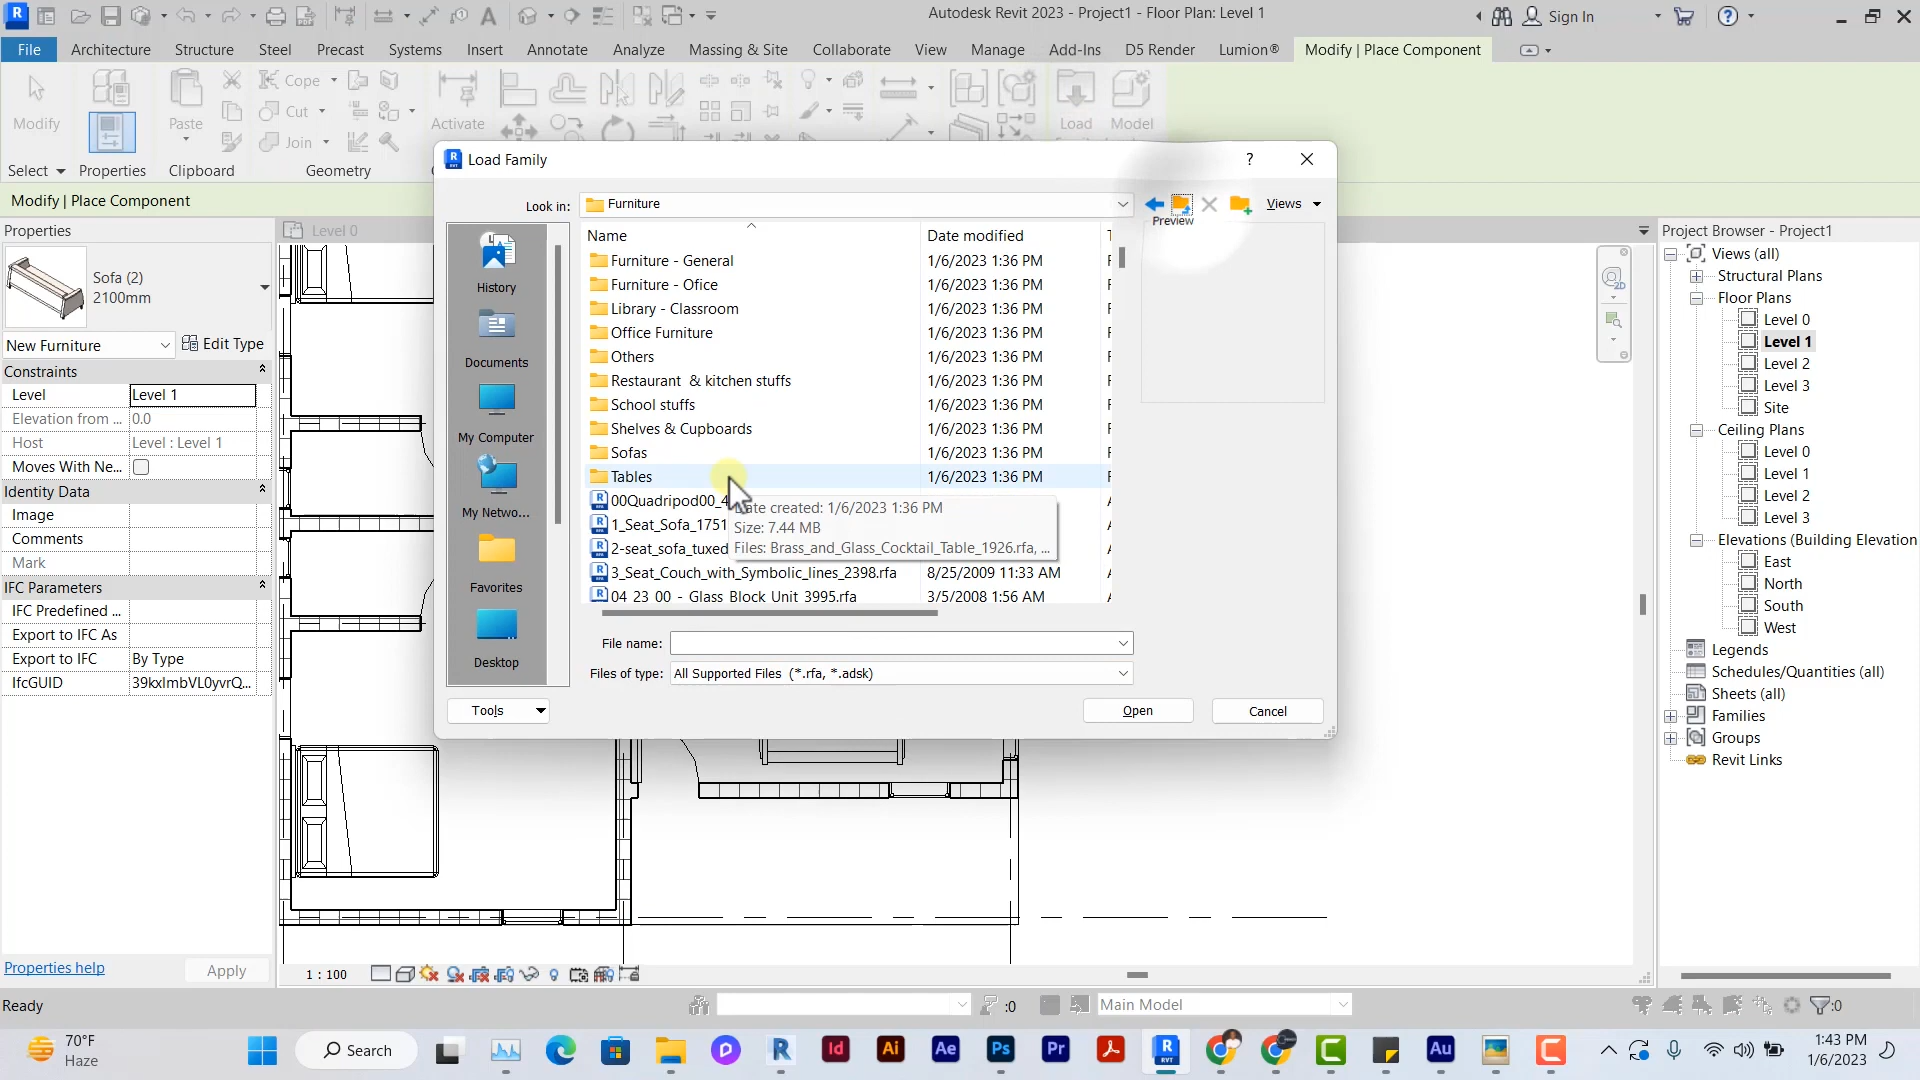 Autodesk Revit 2023 - Project1 - Floor Plan: Level 1
Sign In
File Architecture Structure Steel Precast Systems Insert Annotate Analyze Massing & Site Collaborate View Manage Add-Ins D5 Render Lumion® Modify | Place Component
Modify
Paste
Cope
Cut
Join
Activate
Load
Model
Select Properties Clipboard Geometry
Modify | Place Component
Properties
Sofa (2)
2100mm
New Furniture Edit Type
Constraints
Level Level 1
Elevation from ... 0.0
Host Level : Level 1
Moves With Ne...
Identity Data
Image
Comments
Mark
IFC Parameters
IFC Predefined ...
Export to IFC As
Export to IFC By Type
IfcGUID 39kxlmbVL0yvrQ...
Properties help Apply
Level 0
Load Family
?
Look in: Furniture
Views
Preview
History
Documents
My Computer
My Netwo...
Favorites
Desktop
Name Date modified
Furniture - General 1/6/2023 1:36 PM
Furniture - Ofice 1/6/2023 1:36 PM
Library - Classroom 1/6/2023 1:36 PM
Office Furniture 1/6/2023 1:36 PM
Others 1/6/2023 1:36 PM
Restaurant & kitchen stuffs 1/6/2023 1:36 PM
School stuffs 1/6/2023 1:36 PM
Shelves & Cupboards 1/6/2023 1:36 PM
Sofas 1/6/2023 1:36 PM
Tables 1/6/2023 1:36 PM
00Quadripod00_4
1_Seat_Sofa_1751
2-seat_sofa_tuxed
3_Seat_Couch_with_Symbolic_lines_2398.rfa 8/25/2009 11:33 AM
04 23 00 - Glass Block Unit 3995.rfa 3/5/2008 1:56 AM
Date created: 1/6/2023 1:36 PM
Size: 7.44 MB
Files: Brass_and_Glass_Cocktail_Table_1926.rfa, ...
File name:
Files of type: All Supported Files (*.rfa, *.adsk)
Tools Open Cancel
Project Browser - Project1
Views (all)
Structural Plans
Floor Plans
Level 0
Level 1
Level 2
Level 3
Site
Ceiling Plans
Level 0
Level 1
Level 2
Level 3
Elevations (Building Elevation
East
North
South
West
Legends
Schedules/Quantities (all)
Sheets (all)
Families
Groups
Revit Links
1 : 100
Ready
:0
Main Model
:0
70°F
Haze
Search
1:43 PM
1/6/2023